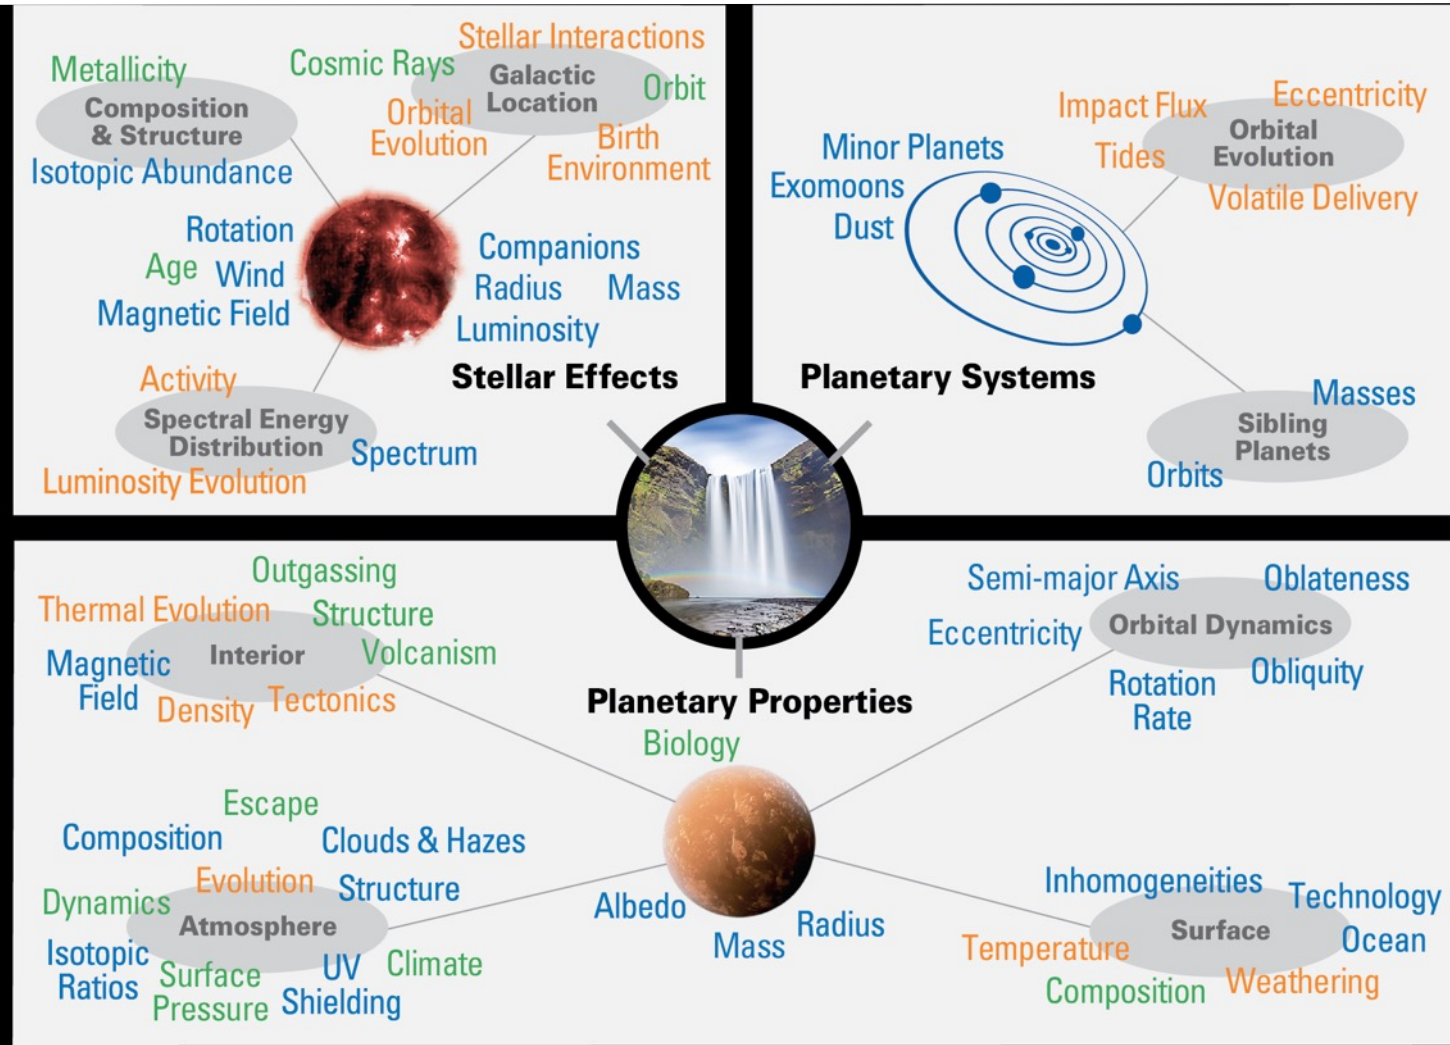 Stellar Interactions
Cosmic Rays
Galactic
Location
Orbit
Orbital
Evolution
Birth
Environment
Metallicity
Composition
& Structure
Isotopic Abundance
Rotation
Age
Wind
Magnetic Field
Companions
Radius
Mass
Luminosity
Activity
Spectral Energy
Distribution
Spectrum
Luminosity Evolution
Stellar Effects
Eccentricity
Impact Flux
Orbital
Evolution
Tides
Volatile Delivery
Minor Planets
Exomoons
Dust
Planetary Systems
Masses
Sibling
Planets
Orbits
Outgassing
Thermal Evolution
Structure
Interior
Volcanism
Magnetic
Field
Density
Tectonics
Planetary Properties
Biology
Semi-major Axis
Oblateness
Eccentricity
Orbital Dynamics
Rotation
Rate
Obliquity
Escape
Composition
Clouds & Hazes
Evolution
Structure
Dynamics
Atmosphere
Isotopic
Ratios
Surface
Pressure
UV
Shielding
Climate
Albedo
Mass
Radius
Inhomogeneities
Technology
Surface
Ocean
Temperature
Weathering
Composition